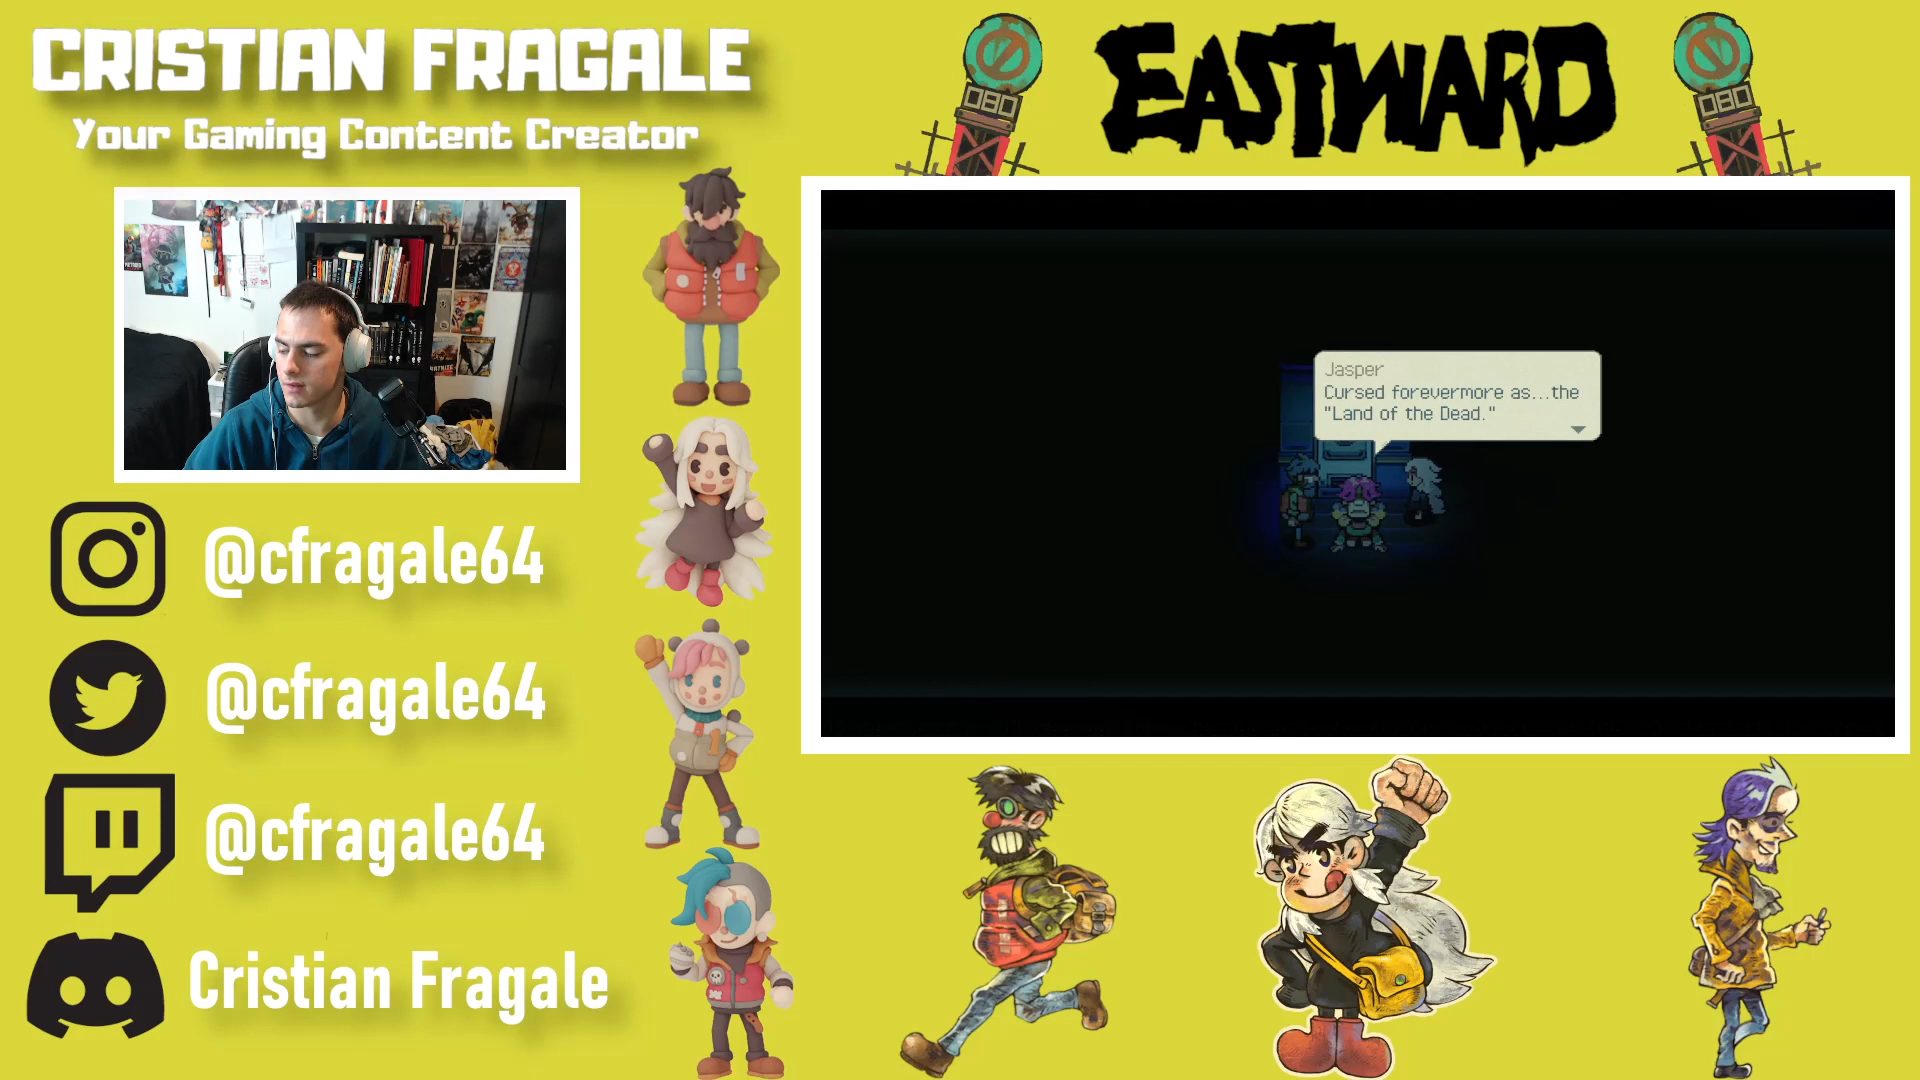 CRISTIAN FRAGALE
Your Gaming Content Creator
EASTWARD
Jasper
Cursed forevermore as...the
"Land of the Dead."
@cfragale64
@cfragale64
@cfragale64
Cristian Fragale